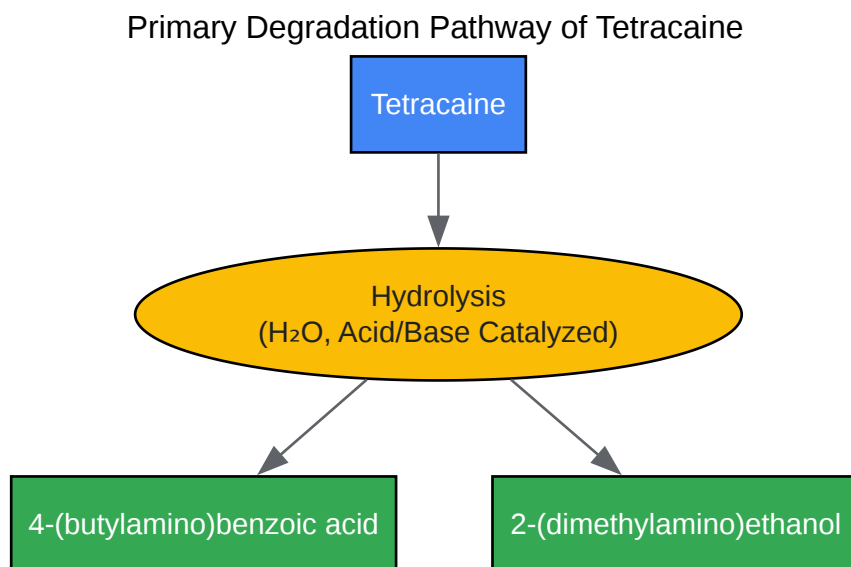 Primary Degradation Pathway of Tetracaine
Tetracaine
Hydrolysis
(H₂O, Acid/Base Catalyzed)
4-(butylamino)benzoic acid
2-(dimethylamino)ethanol